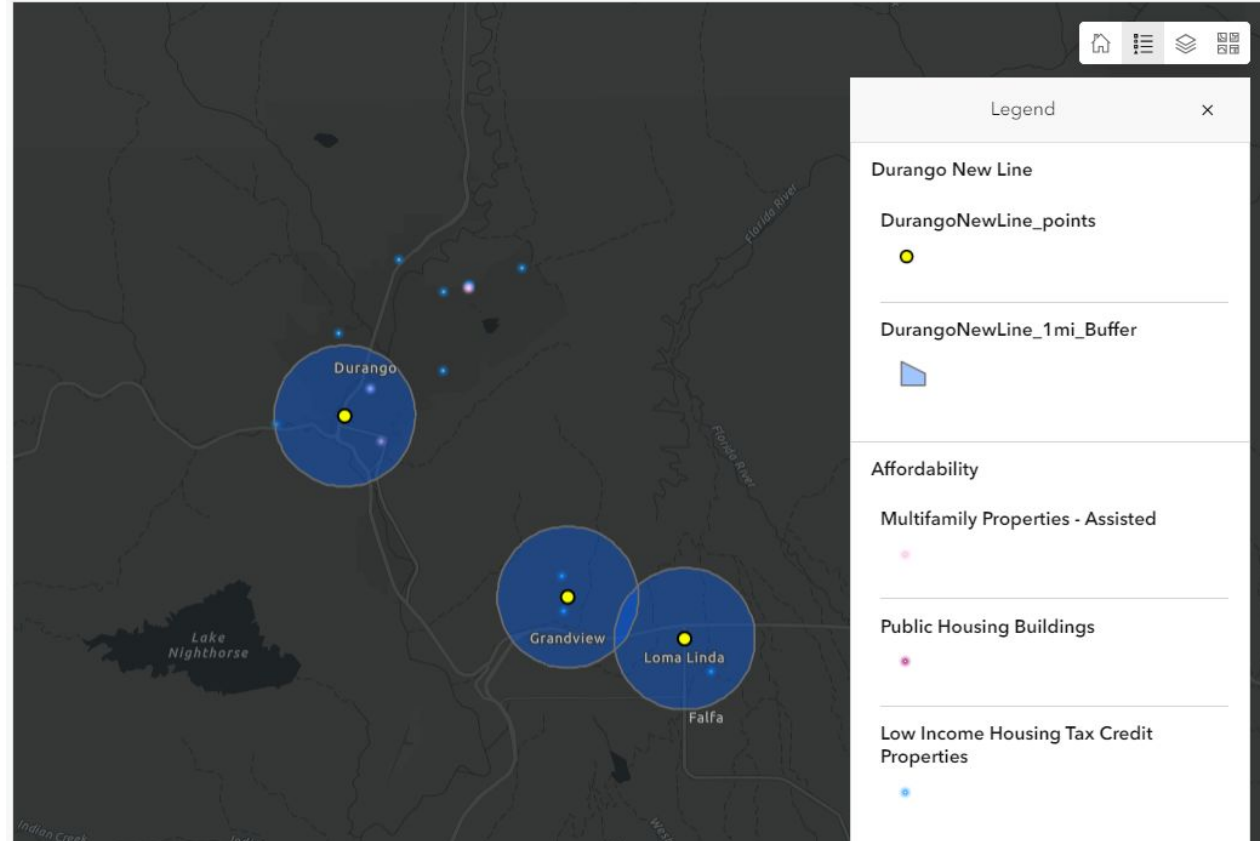 Legend
Durango New Line
DurangoNewLine_points
DurangoNewLine_1mi_Buffer
Affordability
Multifamily Properties - Assisted
Public Housing Buildings
Low Income Housing Tax Credit
Properties
Florida River
Durango
Florida River
Lake
Nighthorse
Grandview
Loma Linda
Falfa
Indian Creek